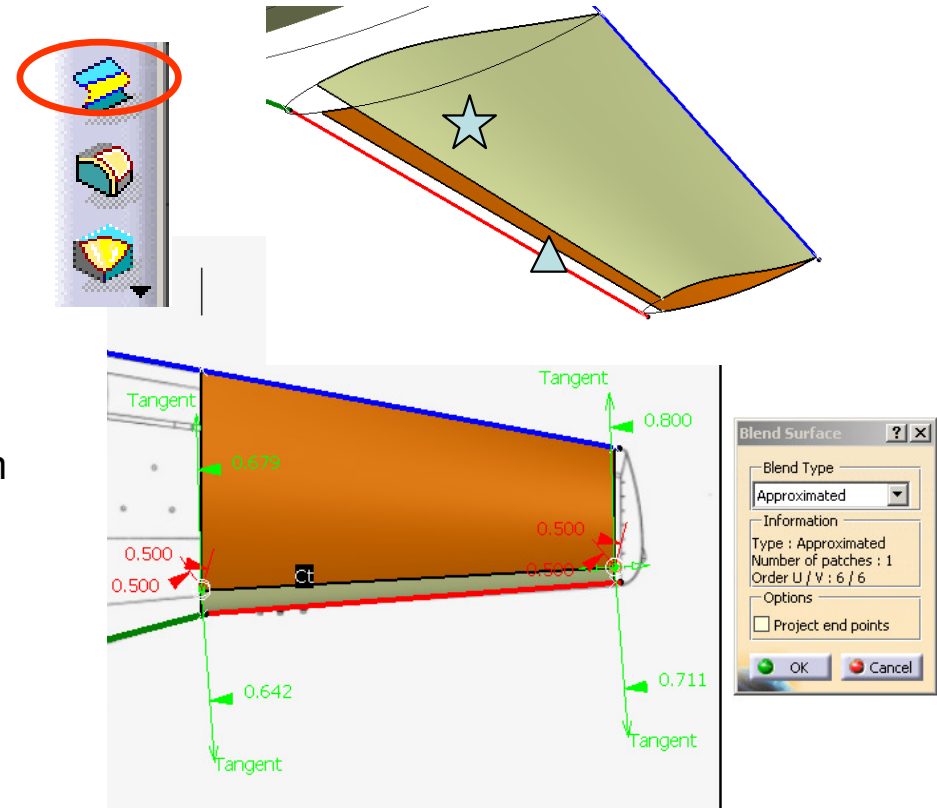 Tangent
0.800
Tangent
0.679
n
0.500
0.500
0.500
0.500
Ct
0.642
0.711
Tangent
Tangent
Blend Surface
Blend Type
Approximated
Information
Type : Approximated
Number of patches : 1
Order U / V : 6 / 6
Options
Project end points
OK
Cancel